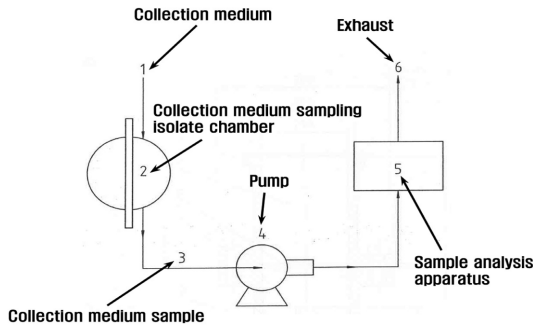 Collection medium
Exhaust
1
6
Collection medium sampling
isolate chamber
2
5
Pump
4
3
Sample analysis
apparatus
Collection medium sample